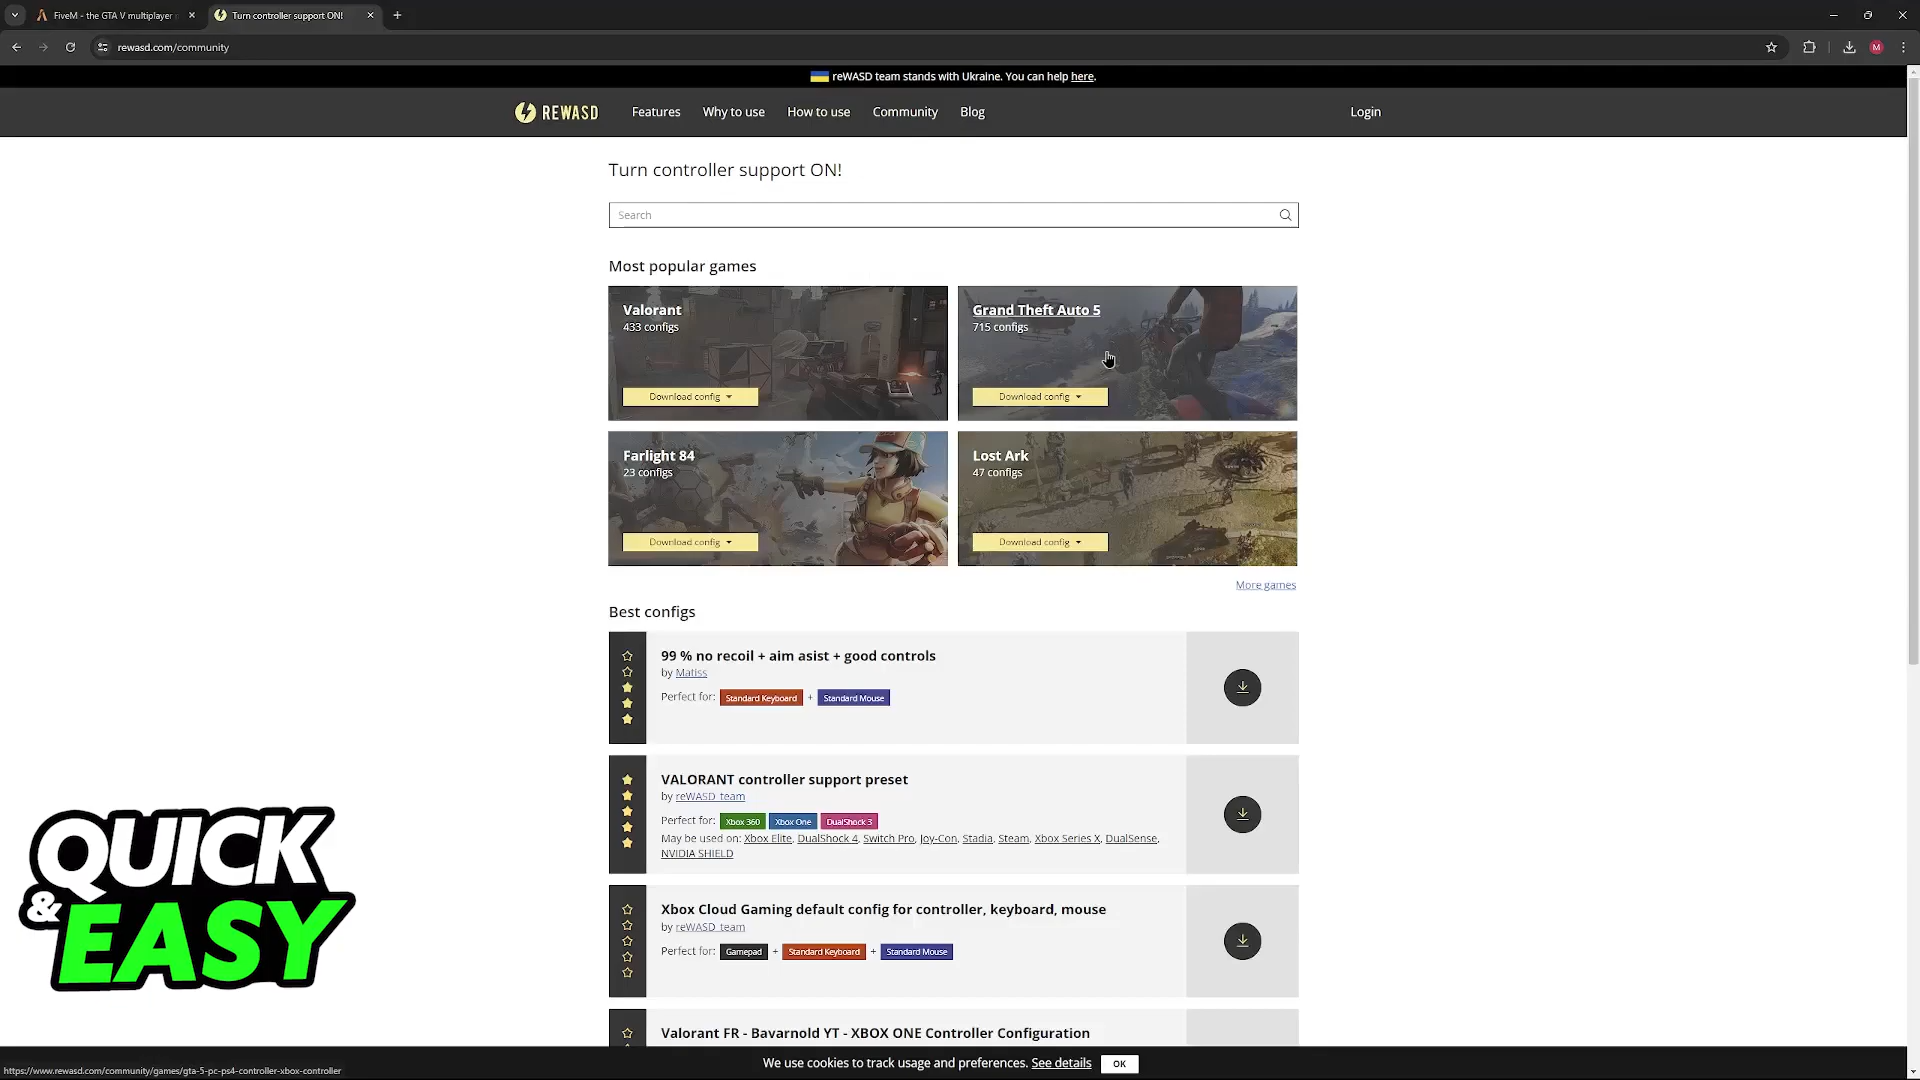 FiveM - the GTA V multiplayer
Turn controller support ON!
rewasd.com/community
M
reWASD team stands with Ukraine. You can help here.
REWASD
Features
Why to use
How to use
Community
Blog
Login
Turn controller support ON!
Search
Most popular games
Valorant
433 configs
Download config
Grand Theft Auto 5
715 configs
Download config
Farlight 84
23 configs
Download config
Lost Ark
47 configs
Download config
More games
Best configs
99 % no recoil + aim asist + good controls
by Matiss
Perfect for: Standard Keyboard + Standard Mouse
VALORANT controller support preset
by reWASD_team
Perfect for: Xbox 360 Xbox One DualShock 3
May be used on: Xbox Elite, DualShock 4, Switch Pro, Joy-Con, Stadia, Steam, Xbox Series X, DualSense,
NVIDIA SHIELD
Xbox Cloud Gaming default config for controller, keyboard, mouse
by reWASD_team
Perfect for: Gamepad + Standard Keyboard + Standard Mouse
Valorant FR - Bavarnold YT - XBOX ONE Controller Configuration
QUICK
& EASY
We use cookies to track usage and preferences. See details
OK
https://www.rewasd.com/community/games/gta-5-pc-ps4-controller-xbox-controller